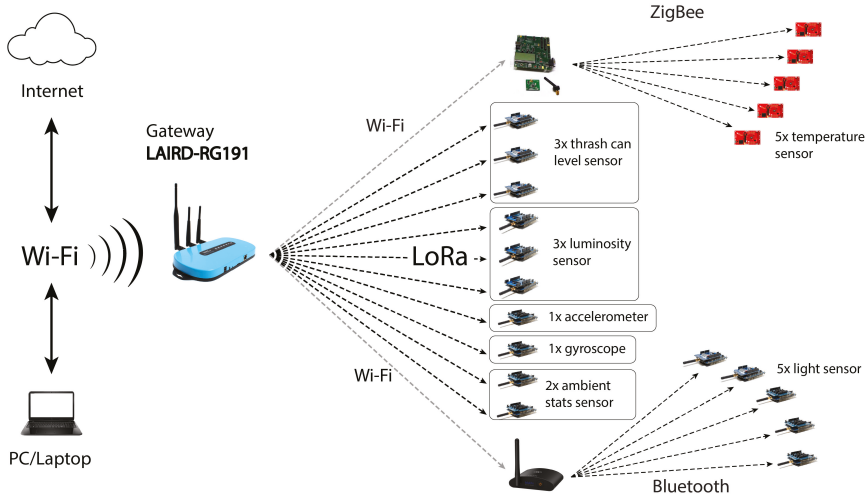 Internet
Wi-Fi
PC/Laptop
Gateway
LAIRD-RG191
Wi-Fi
LoRa
Wi-Fi
ZigBee
5x temperature
sensor
3x thrash can
level sensor
3x luminosity
sensor
1x accelerometer
1x gyroscope
2x ambient
stats sensor
5x light sensor
Bluetooth